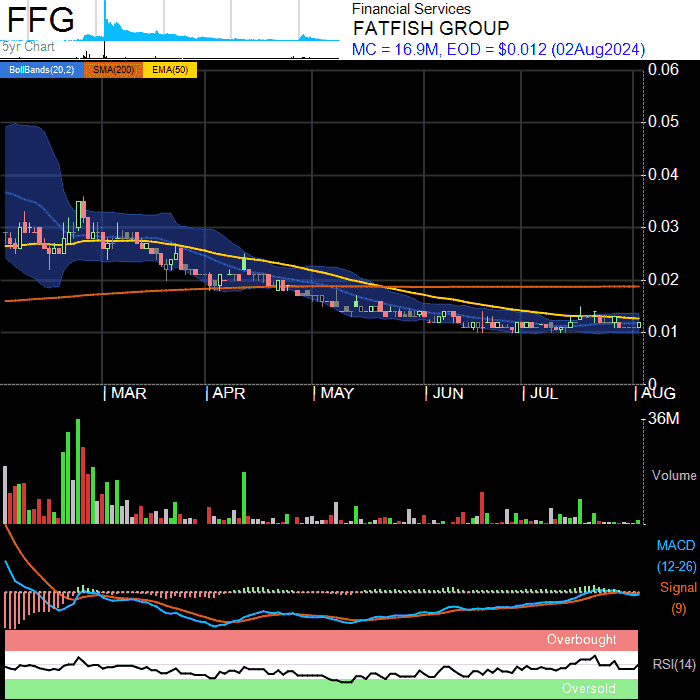 FFG
Financial Services
FATFISH GROUP
5yr Chart
MC = 16.9M, EOD = $0.012 (02Aug2024)
BollBands(20,2) SMA(200) EMA(50)
0.06
0.05
0.04
0.03
0.02
0.01
0
MAR APR MAY JUN JUL AUG
36M
Volume
MACD
(12-26)
Signal
(9)
Overbought
RSI(14)
Oversold